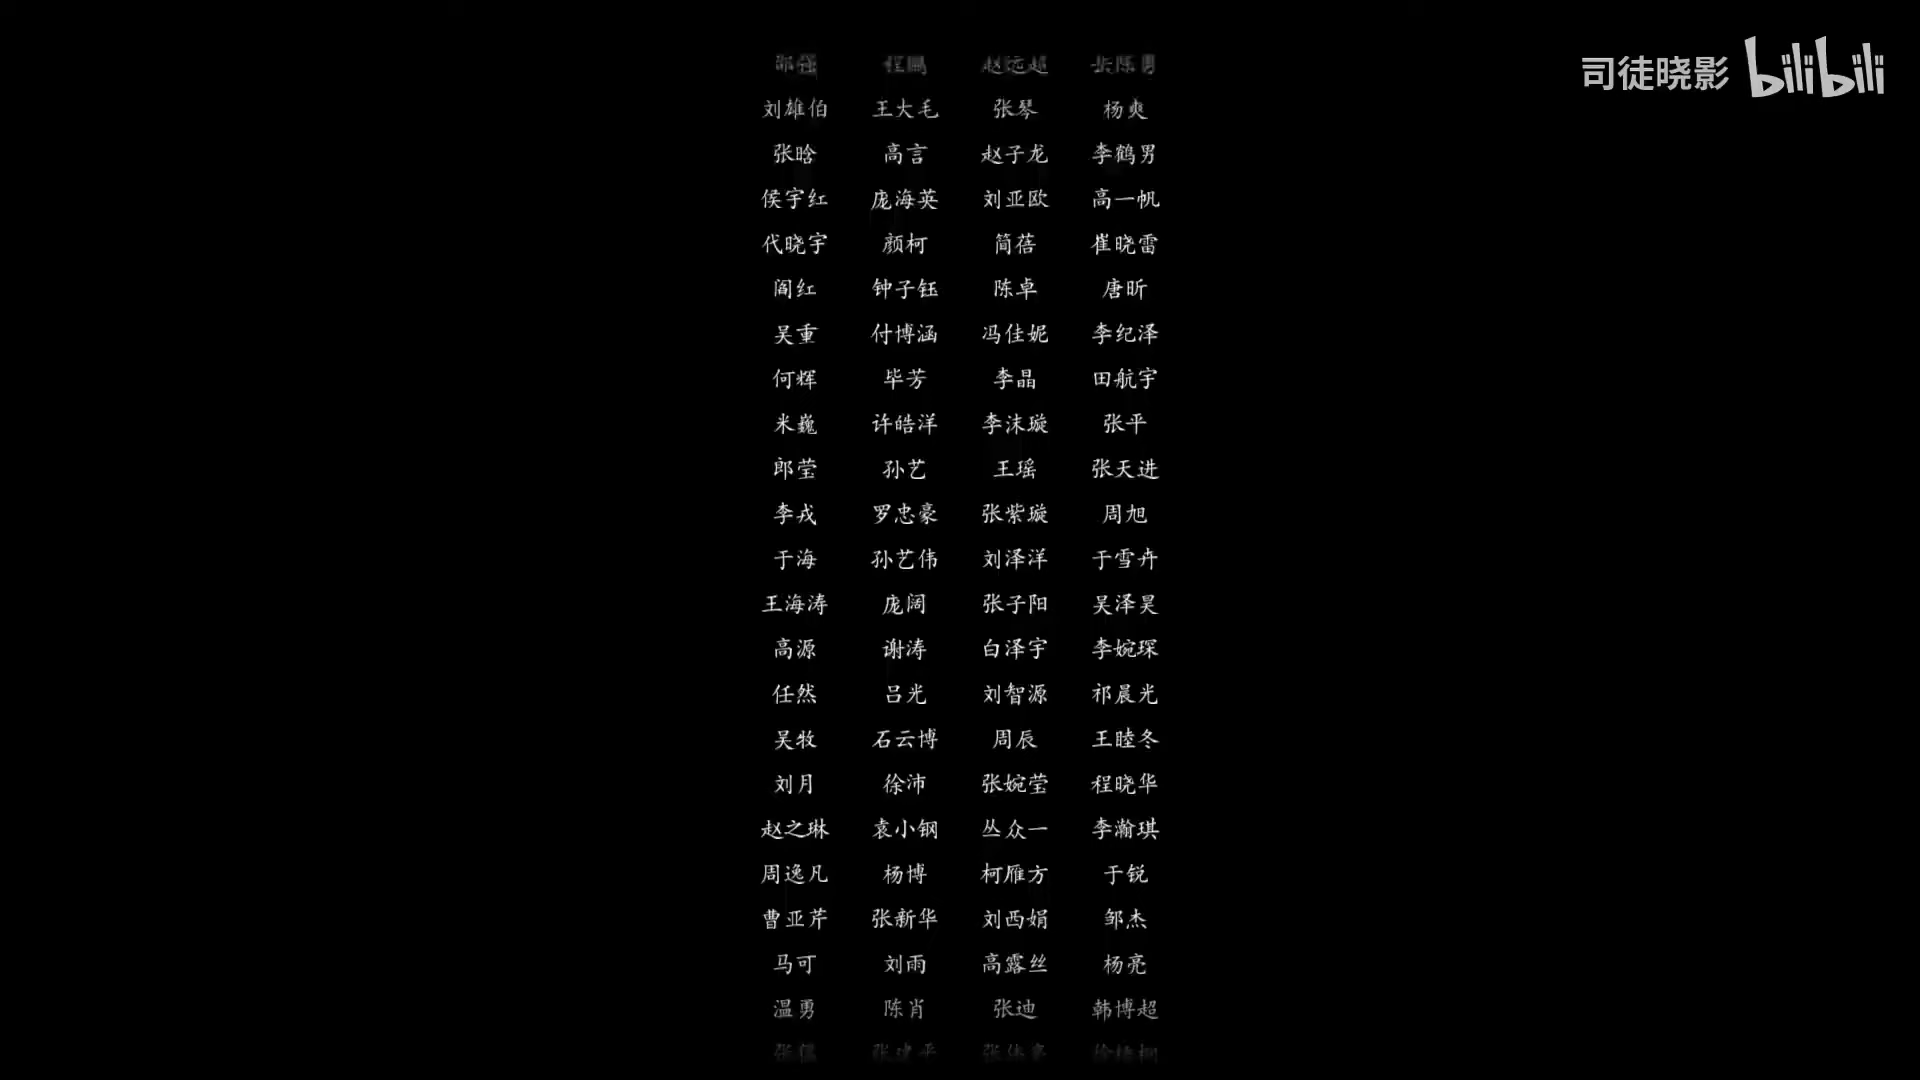 司徒晓影 bilibili
刘雄伯 王大毛 张琴 杨爽
张晗 高言 赵子龙 李鹤男
侯宇红 庞海英 刘亚欧 高一帆
代晓宇 颜柯 简蓓 崔晓雷
阎红 钟子钰 陈卓 唐昕
吴重 付博涵 冯佳妮 李纪泽
何辉 毕芳 李晶 田航宇
米巍 许皓洋 李沫璇 张平
郎莹 孙艺 王瑶 张天进
李戎 罗忠豪 张紫璇 周旭
于海 孙艺伟 刘泽洋 于雪卉
王海涛 庞阔 张子阳 吴泽昊
高源 谢涛 白泽宇 李婉琛
任然 吕光 刘智源 祁晨光
吴牧 石云博 周辰 王睦冬
刘月 徐沛 张婉莹 程晓华
赵之琳 袁小钢 丛众一 李瀚琪
周逸凡 杨博 柯雁方 于锐
曹亚芹 张新华 刘西娟 邹杰
马可 刘雨 高露丝 杨亮
温勇 陈肖 张迪 韩博超